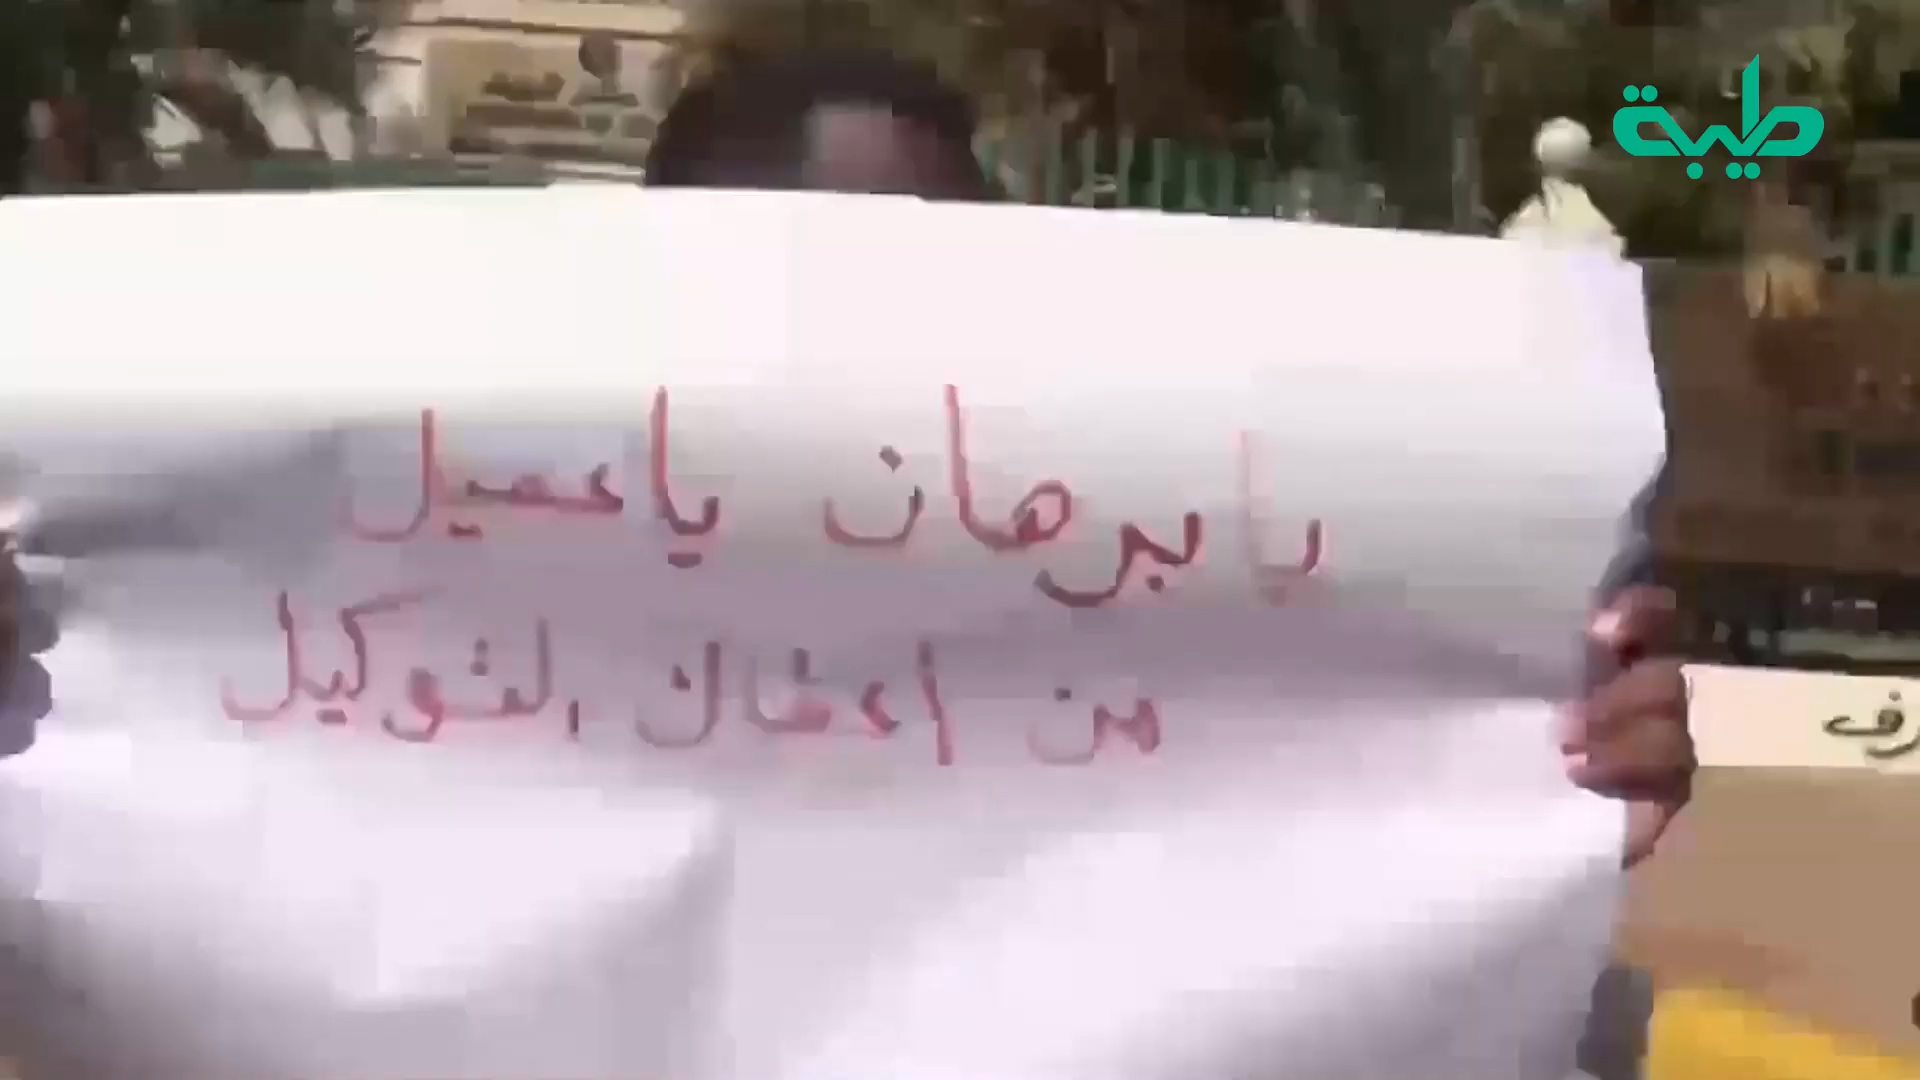 طيبة
يا برهان يا عميل
من أعطاك التوكيل